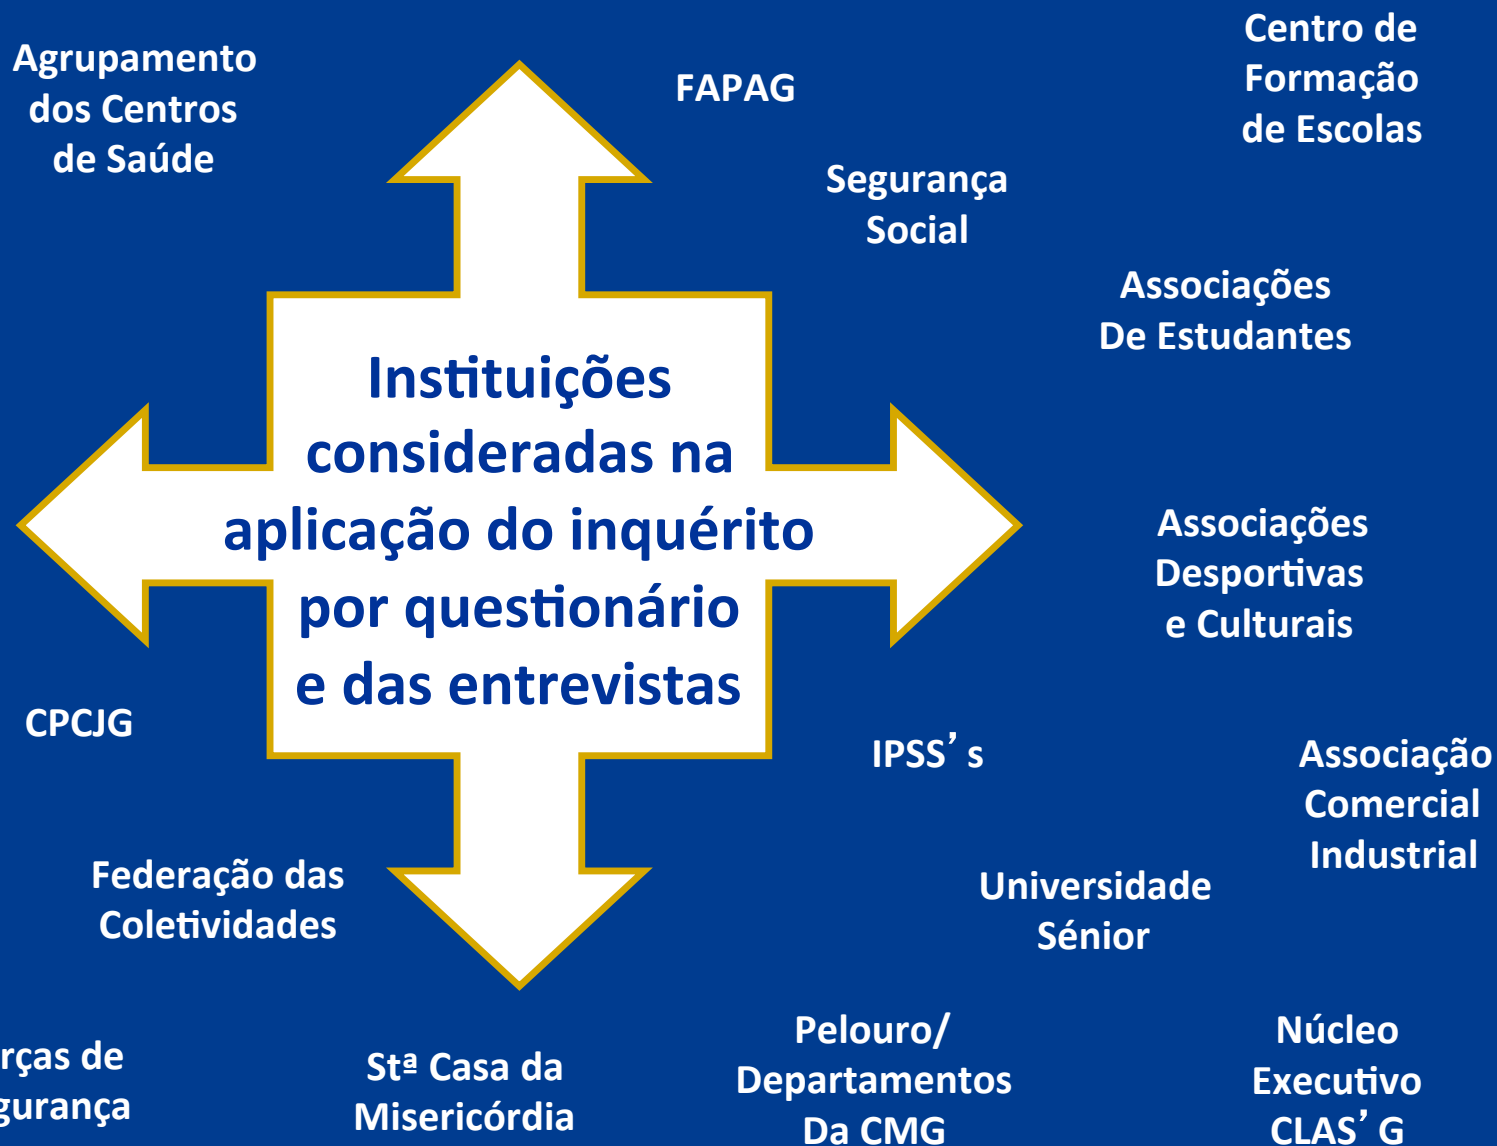 Agrupamento
dos Centros
de Saúde
FAPAG
Centro de
Formação
de Escolas
Segurança
Social
Associações
De Estudantes
Instituições
consideradas na
aplicação do inquérito
por questionário
e das entrevistas
Associações
Desportivas
e Culturais
CPCJG
IPSS’s
Associação
Comercial
Industrial
Federação das
Coletividades
Universidade
Sénior
rças de
gurança
Stª Casa da
Misericórdia
Pelouro/
Departamentos
Da CMG
Núcleo
Executivo
CLAS’G